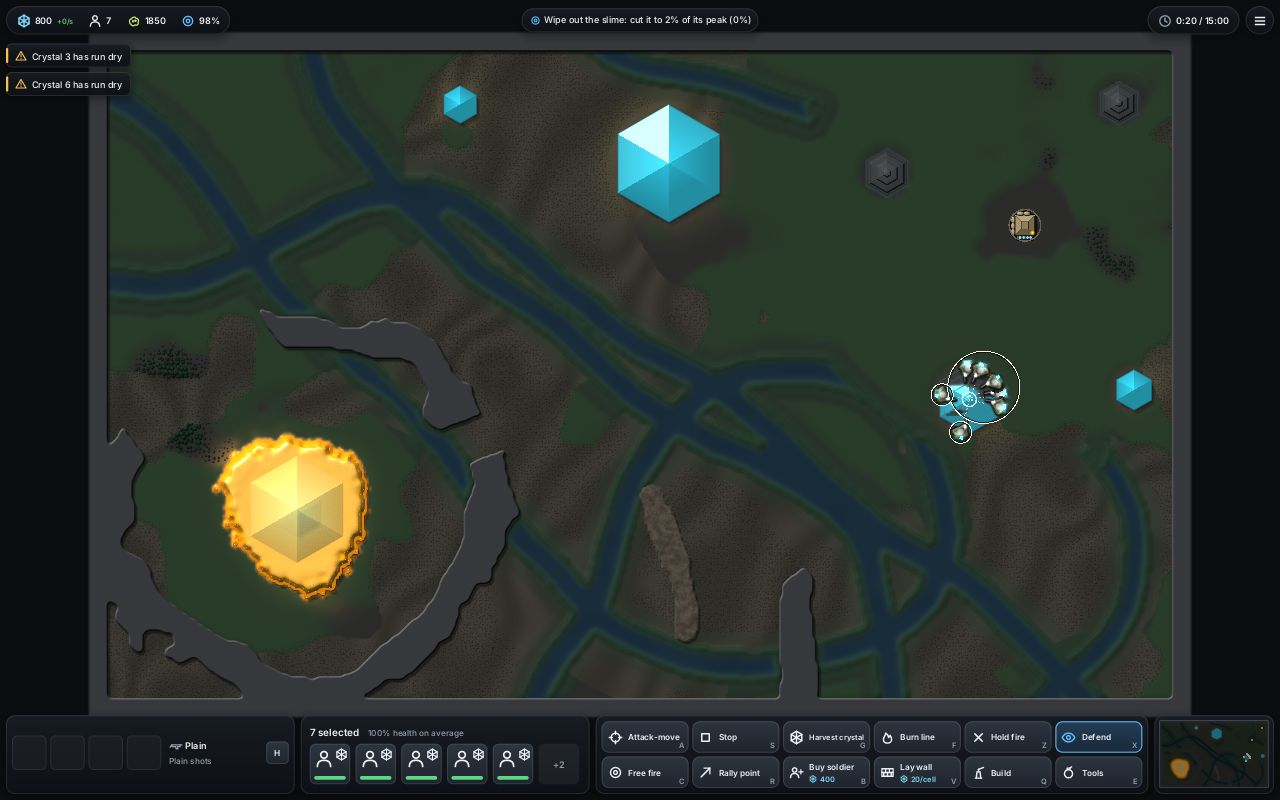 800 +0/s 7 1850 98%
Wipe out the slime: cut it to 2% of its peak (0%)
0:20 / 15:00
Crystal 3 has run dry
Crystal 6 has run dry
Plain
Plain shots
H
7 selected 100% health on average
+2
Attack-move A
Stop S
Harvest crystal G
Burn line F
Hold fire Z
Defend X
Free fire C
Rally point R
Buy soldier 400 B
Lay wall 20/cell V
Build Q
Tools E